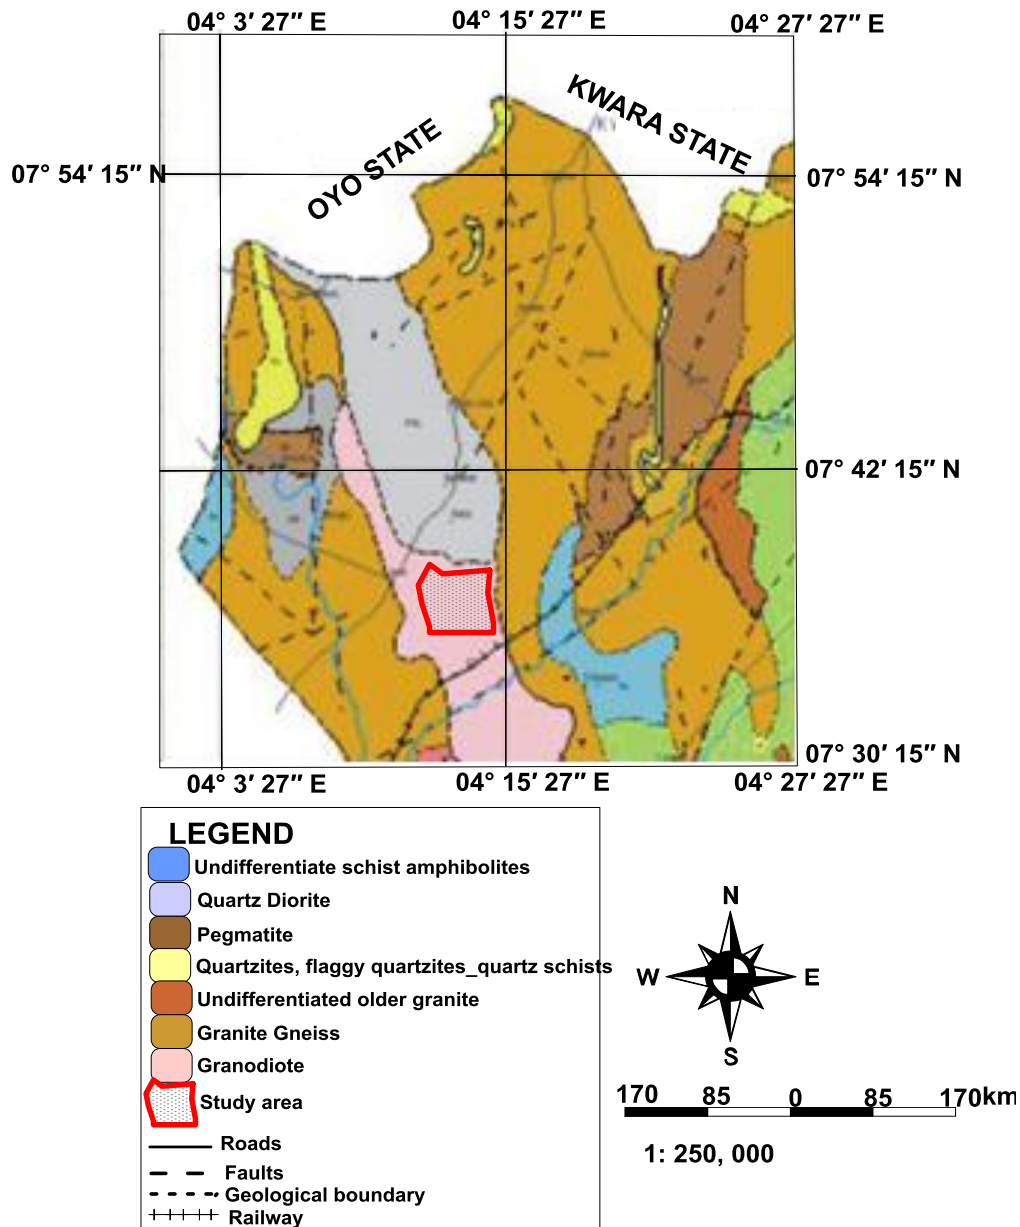 04° 3′ 27″ E 04° 15′ 27″ E 04° 27′ 27″ E
KWARA STATE
OYO STATE
07° 54′ 15″ N 07° 54′ 15″ N
07° 42′ 15″ N
07° 30′ 15″ N
04° 3′ 27″ E 04° 15′ 27″ E 04° 27′ 27″ E
LEGEND
Undifferentiate schist amphibolites
Quartz Diorite
Pegmatite
Quartzites, flaggy quartzites_quartz schists
Undifferentiated older granite
Granite Gneiss
Granodiote
Study area
Roads
Faults
Geological boundary
Railway
N
W E
S
170 85 0 85 170km
1: 250, 000